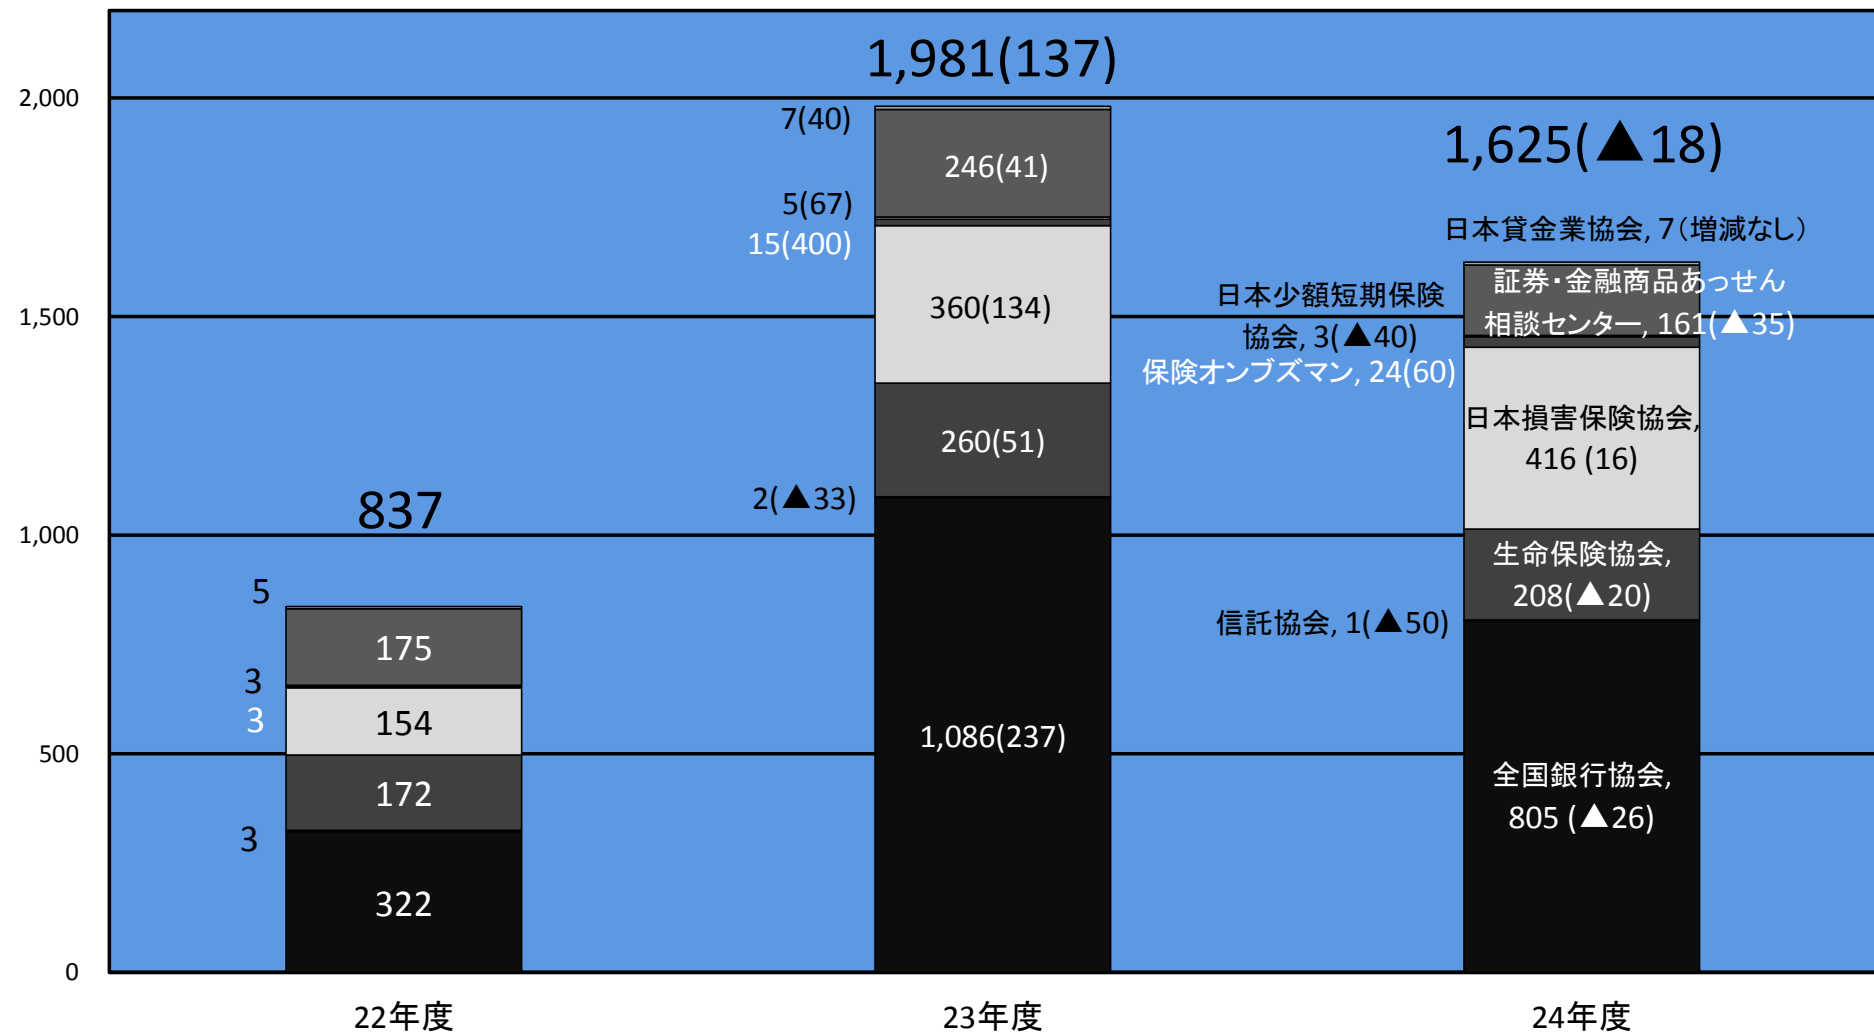 2,000
1,500
1,000
500
0
837
5
175
3
3
154
172
3
322
22年度
1,981(137)
7(40)
246(41)
5(67)
15(400)
360(134)
260(51)
2(▲33)
1,086(237)
23年度
1,625(▲18)
日本貸金業協会, 7(増減なし)
証券・金融商品あっせん
相談センター, 161(▲35)
日本少額短期保険
協会, 3(▲40)
保険オンブズマン, 24(60)
日本損害保険協会,
416 (16)
生命保険協会,
208(▲20)
信託協会, 1(▲50)
全国銀行協会,
805 (▲26)
24年度